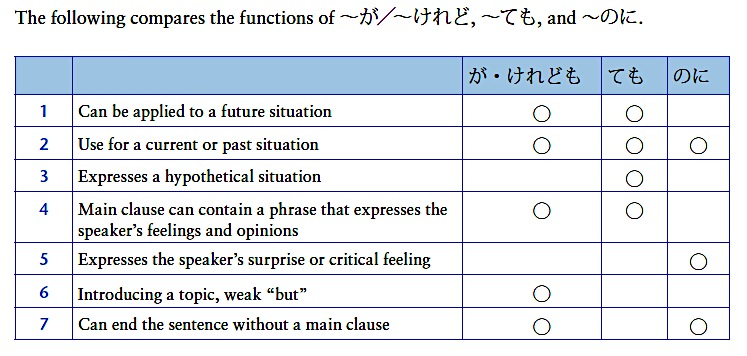 The following compares the functions of 〜が／〜けれど, 〜ても, and 〜のに.
が・けれども ても のに
1 Can be applied to a future situation ○ ○
2 Use for a current or past situation ○ ○ ○
3 Expresses a hypothetical situation ○
4 Main clause can contain a phrase that expresses the ○ ○
speaker's feelings and opinions
5 Expresses the speaker's surprise or critical feeling ○
6 Introducing a topic, weak “but” ○
7 Can end the sentence without a main clause ○ ○